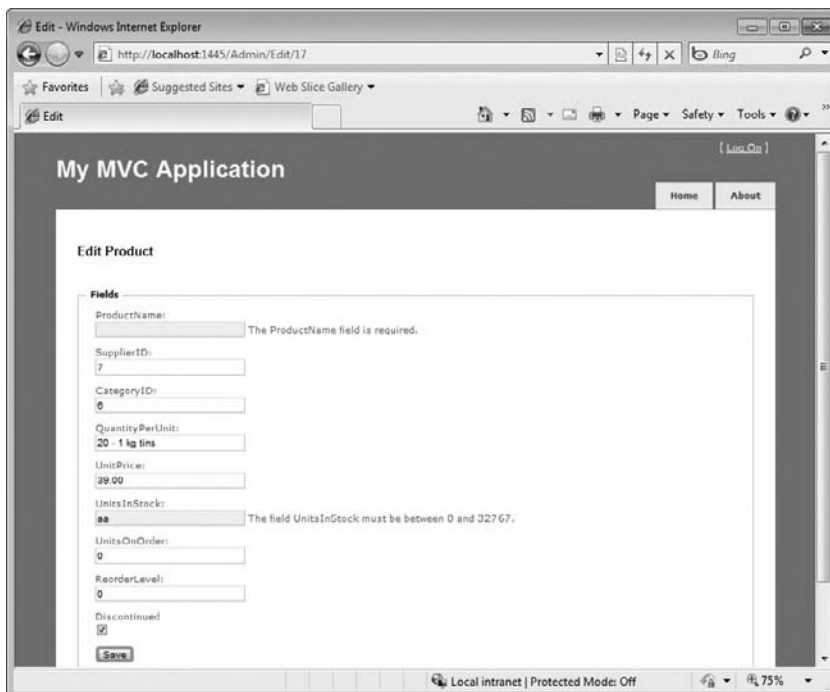 Edit - Windows Internet Explorer
http://localhost:1445/Admin/Edit/17
Bing
Favorites
Suggested Sites
Web Slice Gallery
Edit
Page
Safety
Tools
[ Log On ]
My MVC Application
Home
About
Edit Product
Fields
ProductName:
The ProductName field is required.
SupplierID:
7
CategoryID:
6
QuantityPerUnit:
20 - 1 kg tins
UnitPrice:
39.00
UnitsInStock:
aa
The field UnitsInStock must be between 0 and 32767.
UnitsOnOrder:
0
ReorderLevel:
0
Discontinued
Save
Local intranet | Protected Mode: Off
75%